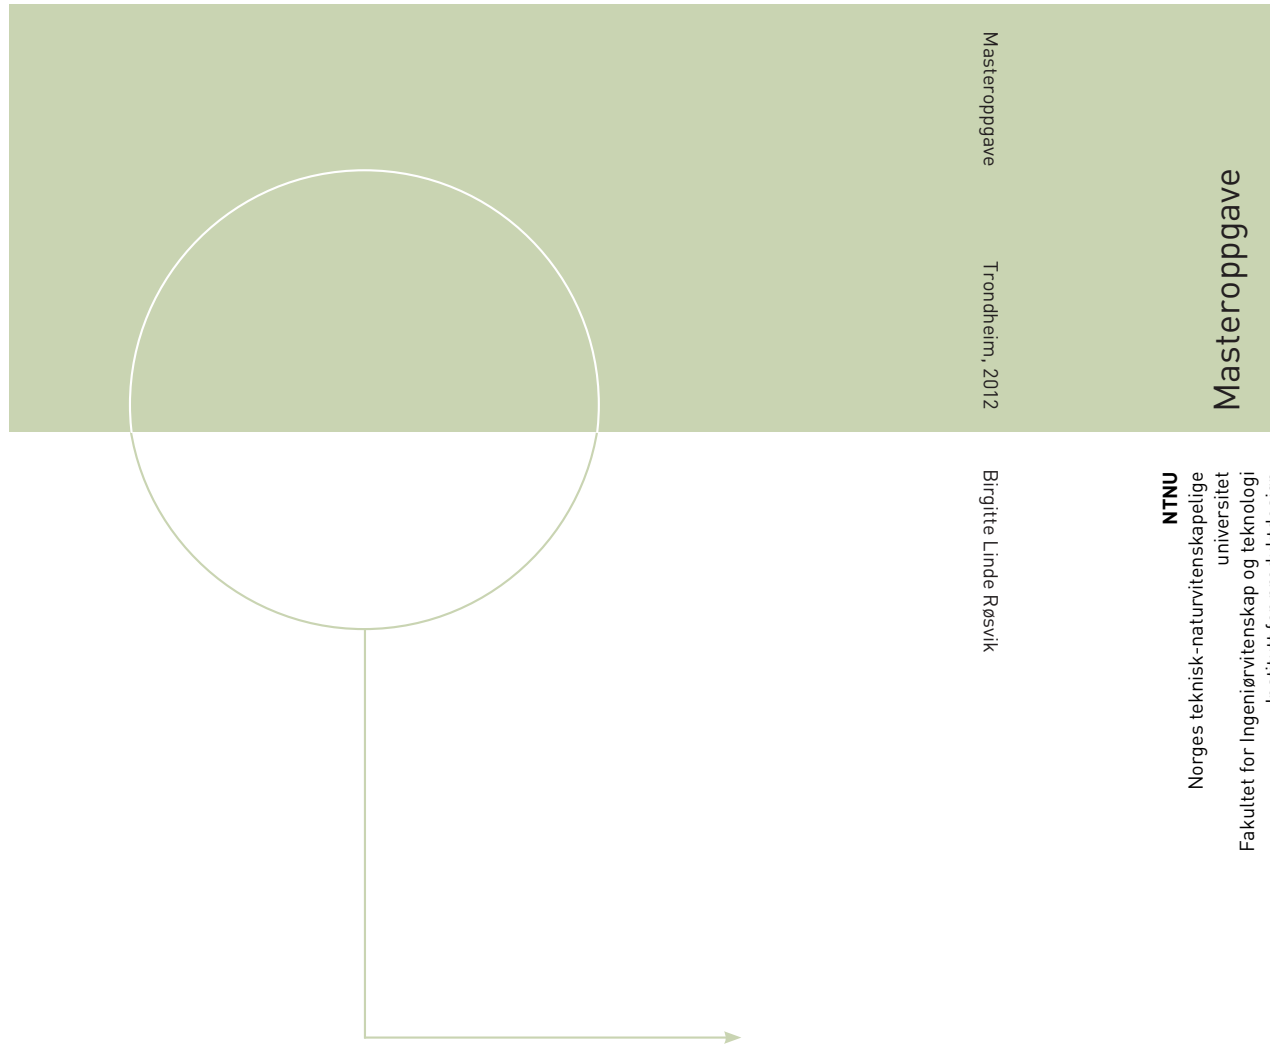 Masteroppgave
Trondheim, 2012
Birgitte Linde Røsvik
Masteroppgave
NTNU
Norges teknisk-naturvitenskapelige
universitet
Fakultet for Ingeniørvitenskap og teknologi